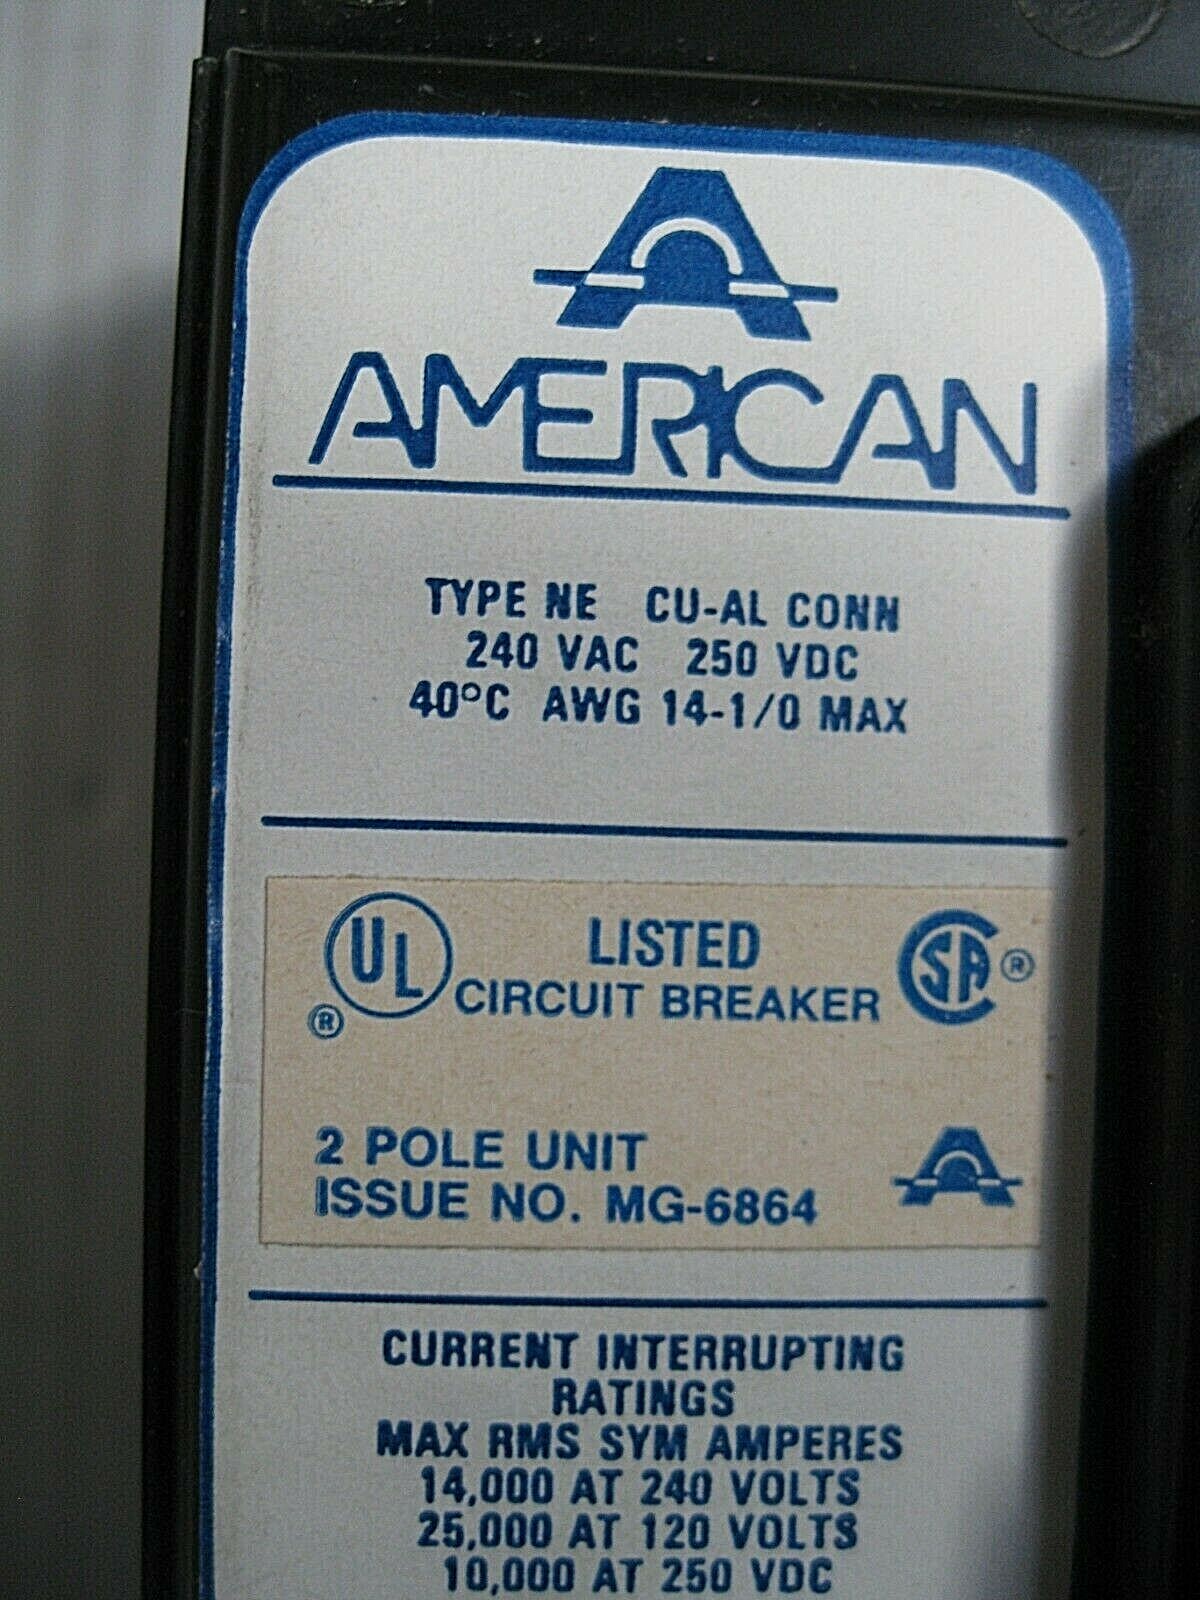 AMERICAN
TYPE NE CU-AL CONN
240 VAC 250 VDC
40°C AWG 14-1/0 MAX
UL LISTED CSA ®
® CIRCUIT BREAKER
2 POLE UNIT
ISSUE NO. MG-6864
CURRENT INTERRUPTING
RATINGS
MAX RMS SYM AMPERES
14,000 AT 240 VOLTS
25,000 AT 120 VOLTS
10,000 AT 250 VDC